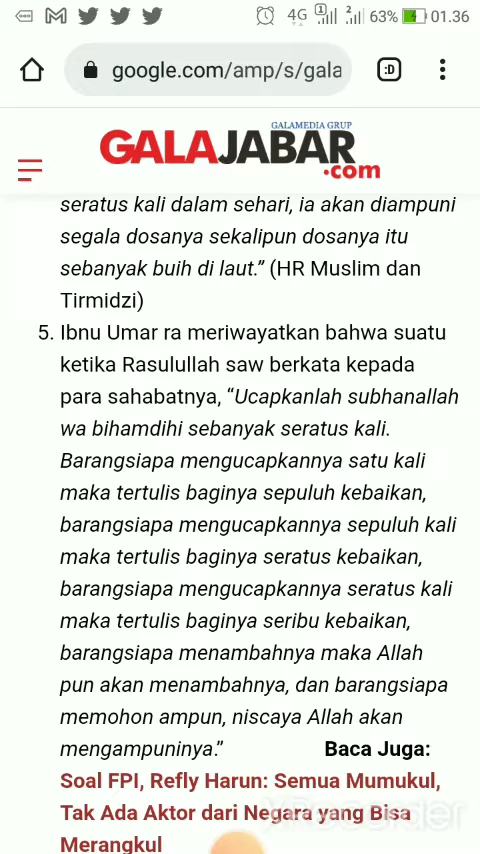 4G 1 2 63% 01.36
google.com/amp/s/gala :D
GALAMEDIA GRUP
GALAJABAR
.com
seratus kali dalam sehari, ia akan diampuni
segala dosanya sekalipun dosanya itu
sebanyak buih di laut.” (HR Muslim dan
Tirmidzi)
5. Ibnu Umar ra meriwayatkan bahwa suatu
ketika Rasulullah saw berkata kepada
para sahabatnya, “Ucapkanlah subhanallah
wa bihamdihi sebanyak seratus kali.
Barangsiapa mengucapkannya satu kali
maka tertulis baginya sepuluh kebaikan,
barangsiapa mengucapkannya sepuluh kali
maka tertulis baginya seratus kebaikan,
barangsiapa mengucapkannya seratus kali
maka tertulis baginya seribu kebaikan,
barangsiapa menambahnya maka Allah
pun akan menambahnya, dan barangsiapa
memohon ampun, niscaya Allah akan
mengampuninya.” Baca Juga:
Soal FPI, Refly Harun: Semua Mumukul,
Tak Ada Aktor dari Negara yang Bisa
Merangkul
XRecorder